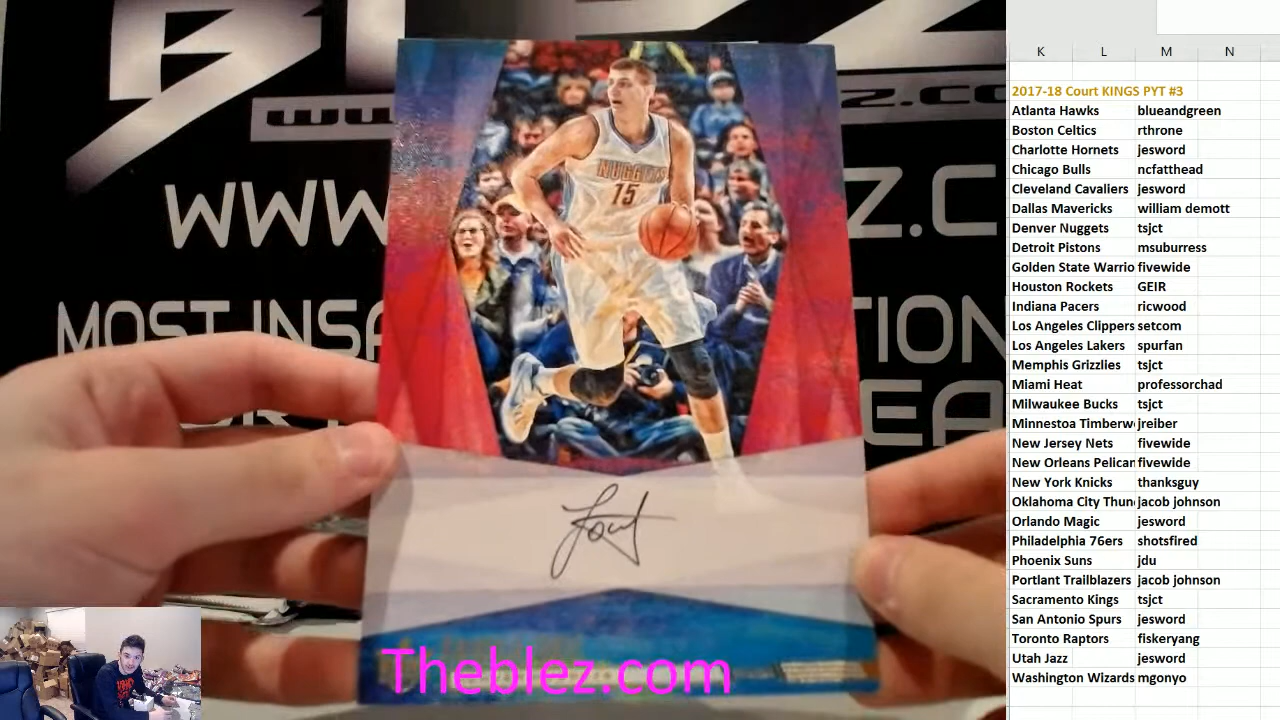 WWW
Z.C
MOST INSA
TION
EA
NUGGETS
15
Theblez.com
K L M N
2017-18 Court KINGS PYT #3
Atlanta Hawks blueandgreen
Boston Celtics rthrone
Charlotte Hornets jesword
Chicago Bulls ncfatthead
Cleveland Cavaliers jesword
Dallas Mavericks william demott
Denver Nuggets tsjct
Detroit Pistons msuburress
Golden State Warrio fivewide
Houston Rockets GEIR
Indiana Pacers ricwood
Los Angeles Clippers setcom
Los Angeles Lakers spurfan
Memphis Grizzlies tsjct
Miami Heat professorchad
Milwaukee Bucks tsjct
Minnestoa Timberw jreiber
New Jersey Nets fivewide
New Orleans Pelican fivewide
New York Knicks thanksguy
Oklahoma City Thun jacob johnson
Orlando Magic jesword
Philadelphia 76ers shotsfired
Phoenix Suns jdu
Portlant Trailblazers jacob johnson
Sacramento Kings tsjct
San Antonio Spurs jesword
Toronto Raptors fiskeryang
Utah Jazz jesword
Washington Wizards mgonyo